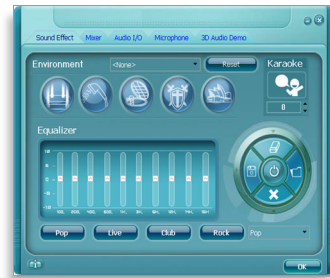 Sound Effect Mixer Audio I/O Microphone 3D Audio Demo
Environment <None> Reset Karaoke
0
Equalizer
Pop Live Club Rock Pop
OK